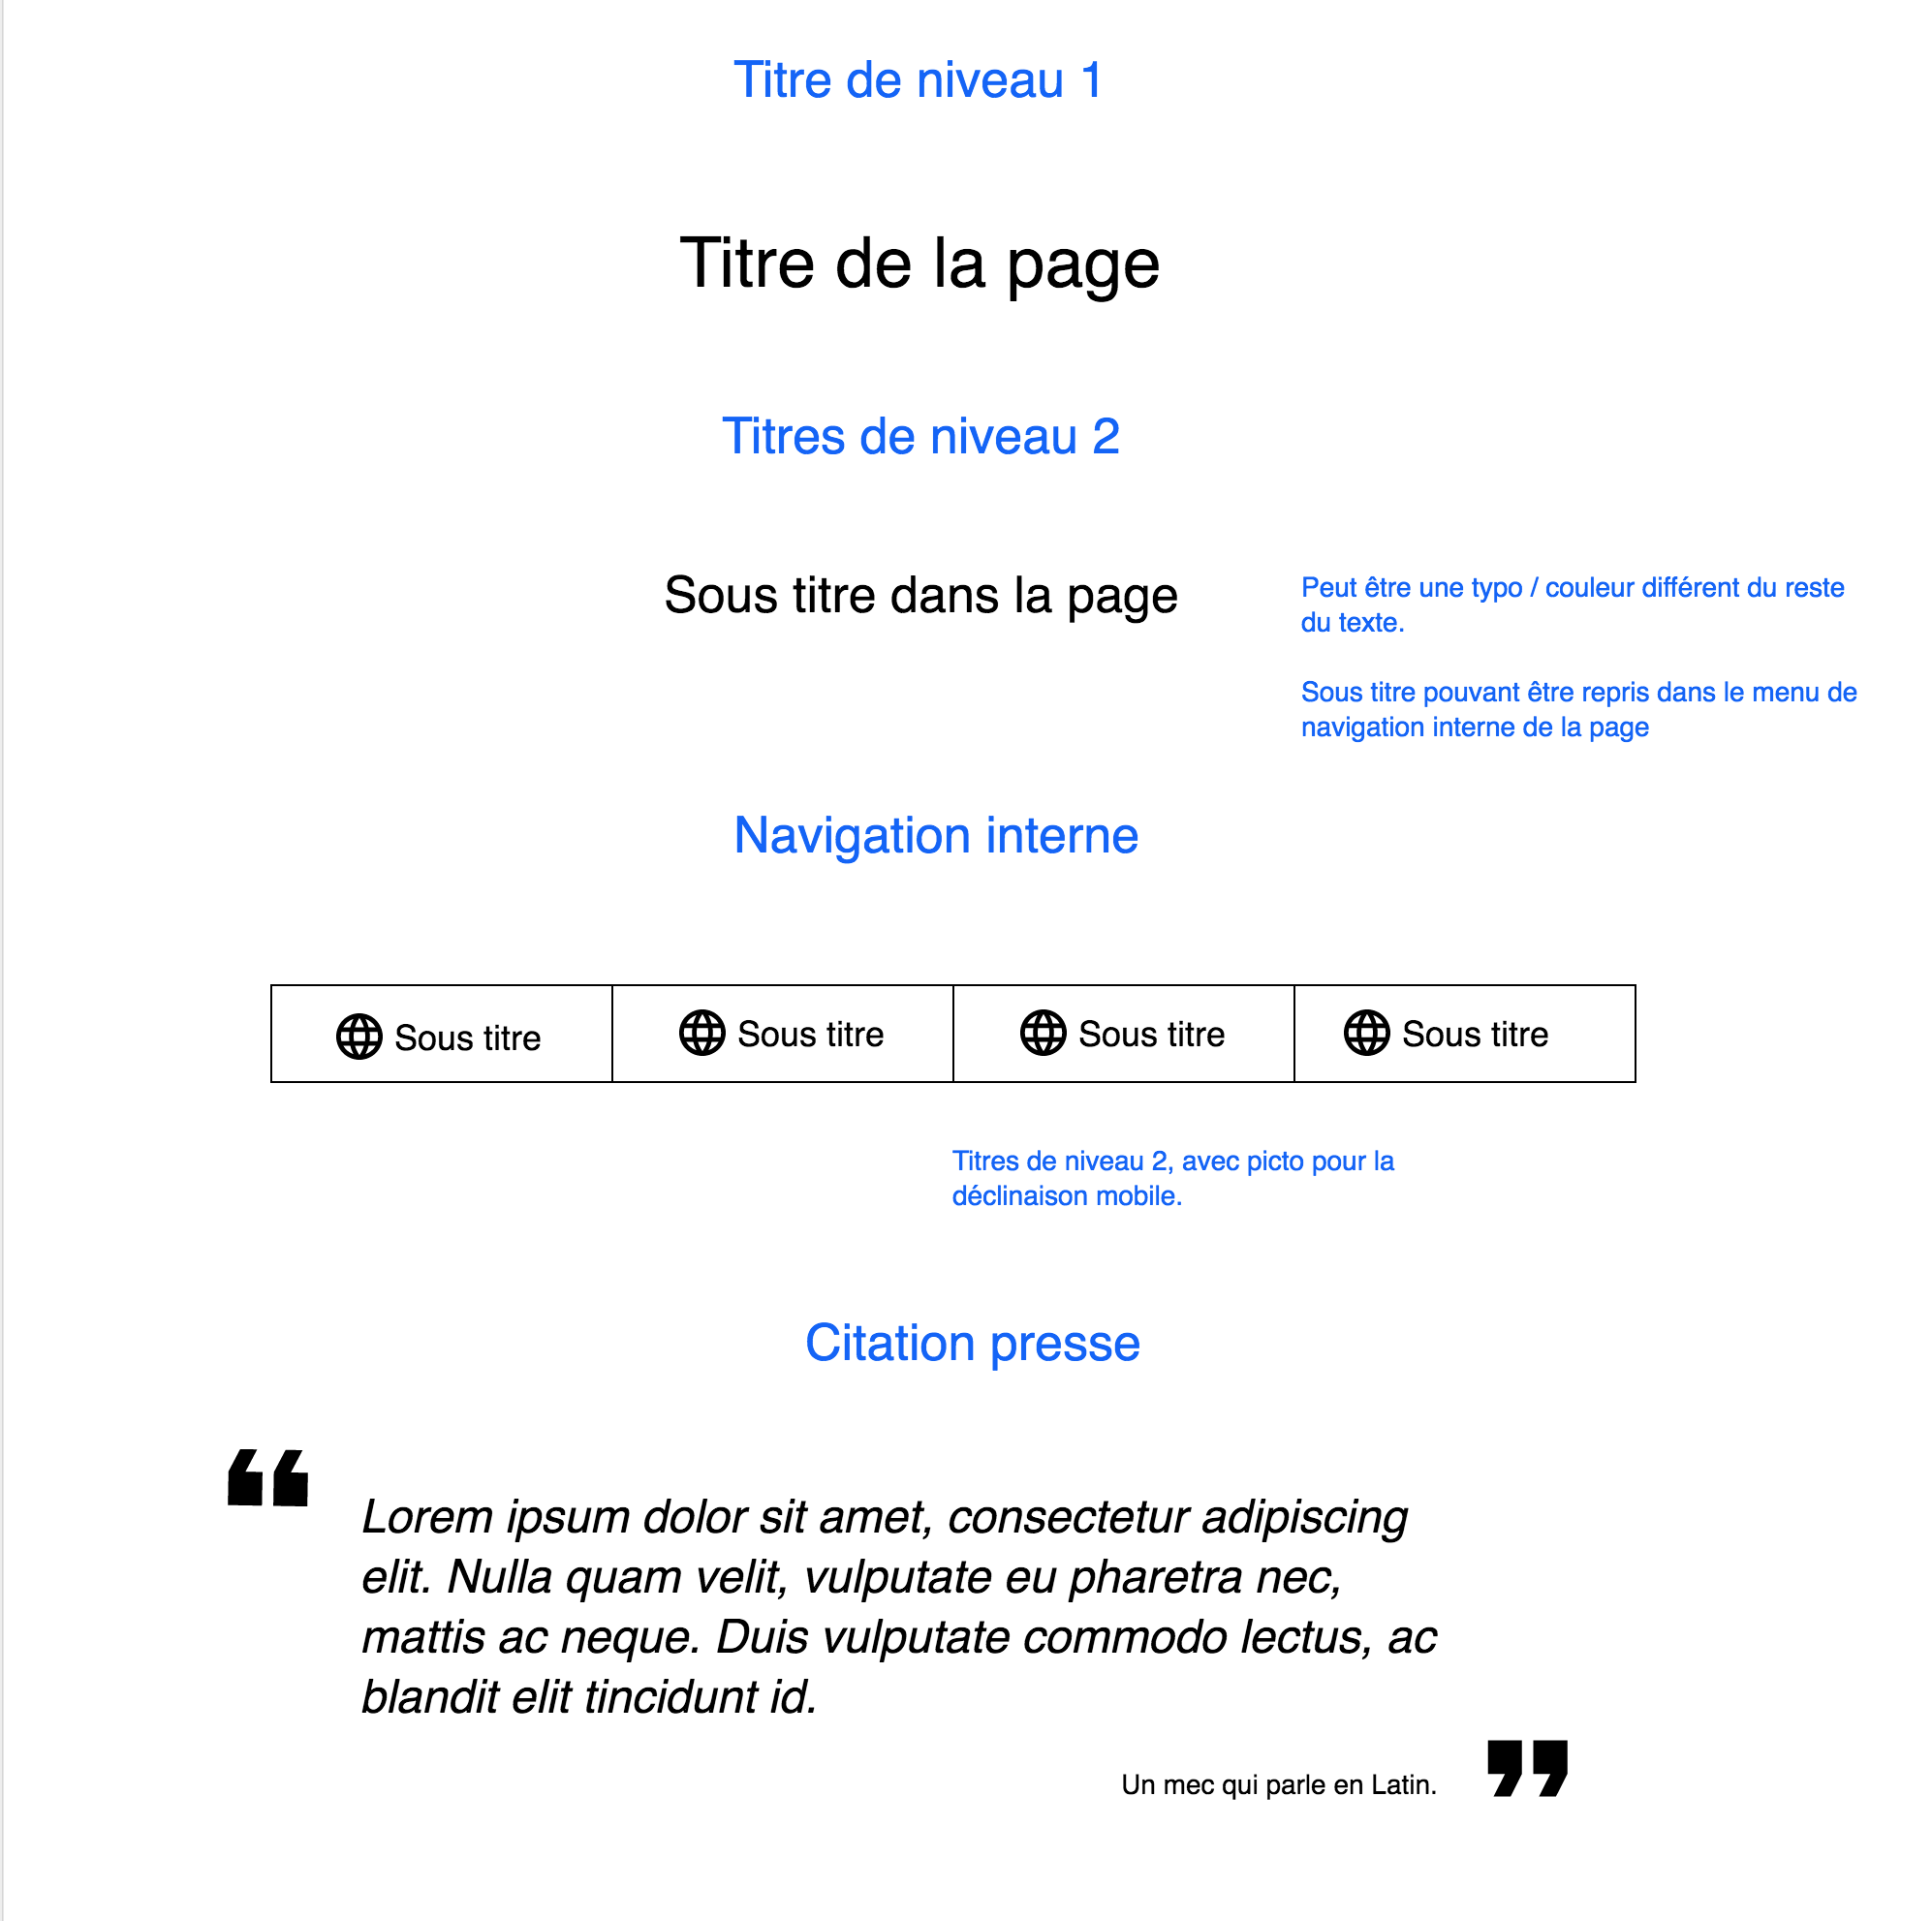 Titre de niveau 1
Titre de la page
Titres de niveau 2
Sous titre dans la page
Peut être une typo / couleur différent du reste
du texte.
Sous titre pouvant être repris dans le menu de
navigation interne de la page
Navigation interne
Sous titre
Sous titre
Sous titre
Sous titre
Titres de niveau 2, avec picto pour la
déclinaison mobile.
Citation presse
“
Lorem ipsum dolor sit amet, consectetur adipiscing
elit. Nulla quam velit, vulputate eu pharetra nec,
mattis ac neque. Duis vulputate commodo lectus, ac
blandit elit tincidunt id.
Un mec qui parle en Latin.
”